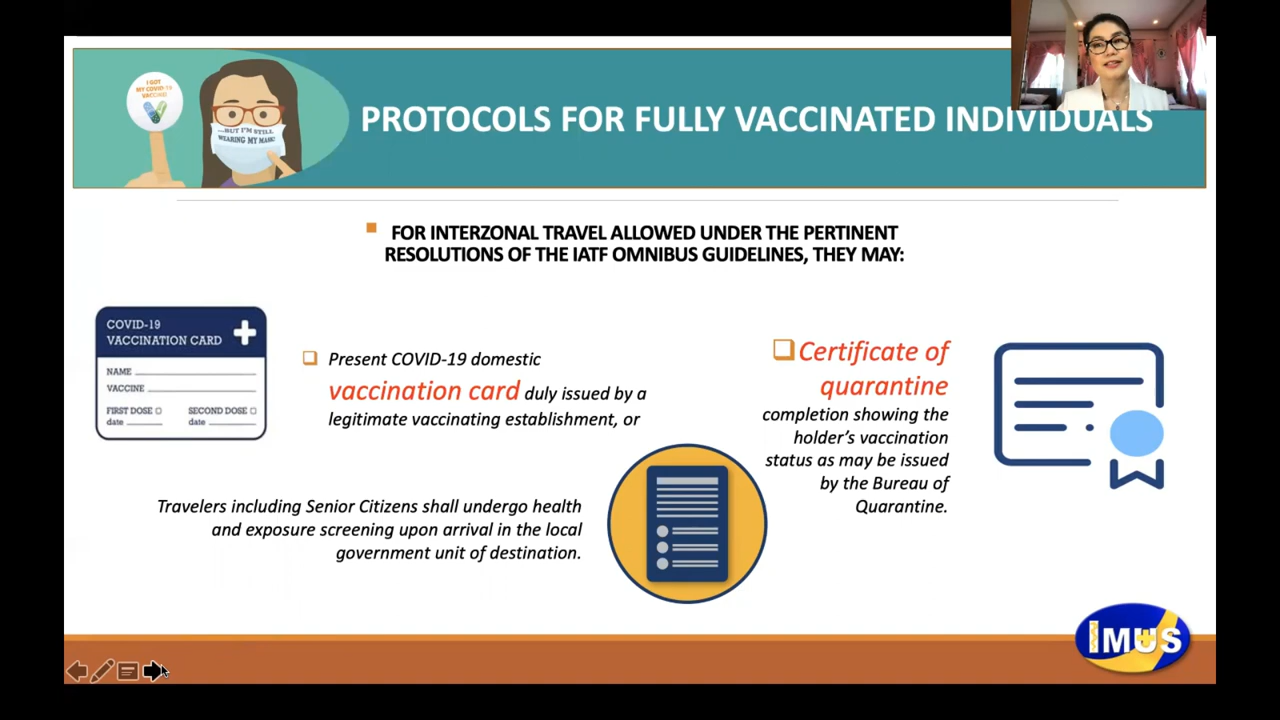 I GOT
MY COVID-19
VACCINE!
...BUT I'M STILL
WEARING MY MASK!
PROTOCOLS FOR FULLY VACCINATED INDIVIDUALS
FOR INTERZONAL TRAVEL ALLOWED UNDER THE PERTINENT
RESOLUTIONS OF THE IATF OMNIBUS GUIDELINES, THEY MAY:
COVID-19
VACCINATION CARD
NAME
VACCINE
FIRST DOSE SECOND DOSE
date date
Present COVID-19 domestic
vaccination card duly issued by a
legitimate vaccinating establishment, or
Certificate of
quarantine
completion showing the
holder's vaccination
status as may be issued
by the Bureau of
Quarantine.
Travelers including Senior Citizens shall undergo health
and exposure screening upon arrival in the local
government unit of destination.
IMUS